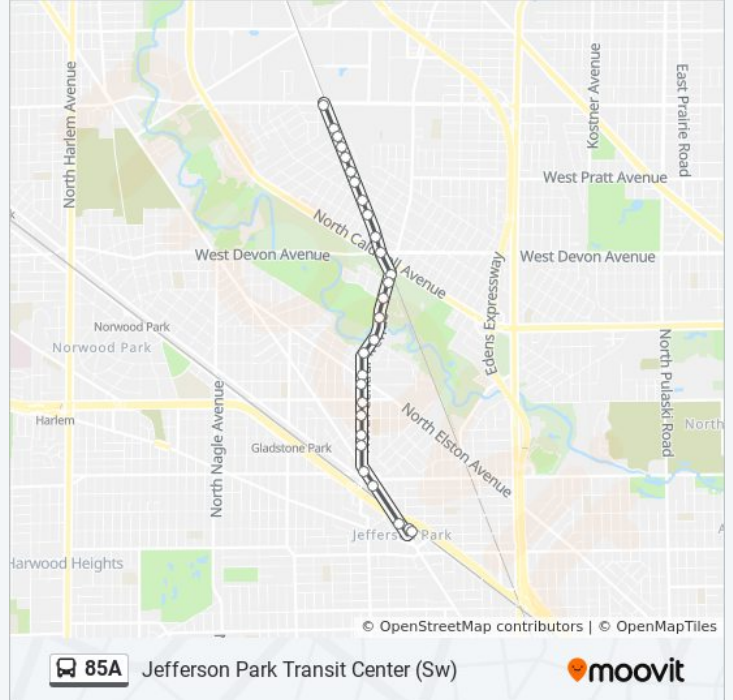 North Harlem Avenue
Kostner Avenue
East Prairie Road
West Pratt Avenue
North Caldwell Avenue
West Devon Avenue
West Devon Avenue
Edens Expressway
Norwood Park
Norwood Park
North Pulaski Road
North Nagle Avenue
Harlem
North Elston Avenue
North
Gladstone Park
Jefferson Park
Harwood Heights
© OpenStreetMap contributors | © OpenMapTiles
85A Jefferson Park Transit Center (Sw) moovit